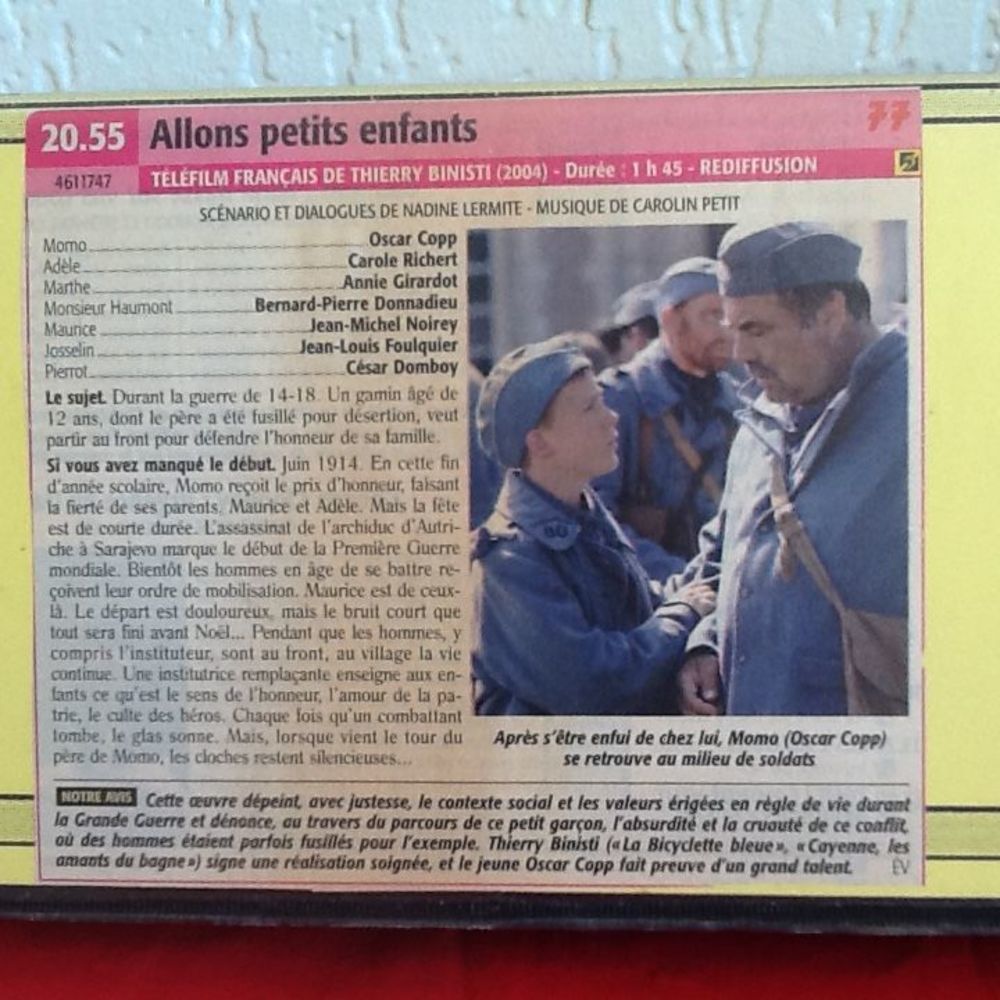 20.55 Allons petits enfants 77
4611747 TÉLÉFILM FRANÇAIS DE THIERRY BINISTI (2004) - Durée : 1 h 45 - REDIFFUSION
SCÉNARIO ET DIALOGUES DE NADINE LERMITE - MUSIQUE DE CAROLIN PETIT
Momo Oscar Copp
Adèle Carole Richert
Marthe Annie Girardot
Monsieur Haumont Bernard-Pierre Donnadieu
Maurice Jean-Michel Noirey
Josselin Jean-Louis Foulquier
Pierrot César Domboy
Le sujet. Durant la guerre de 14-18. Un gamin âgé de
12 ans, dont le père a été fusillé pour désertion, veut
partir au front pour défendre l'honneur de sa famille.
Si vous avez manqué le début. Juin 1914. En cette fin
d'année scolaire, Momo reçoit le prix d'honneur, faisant
la fierté de ses parents, Maurice et Adèle. Mais la fête
est de courte durée. L'assassinat de l'archiduc d'Autri-
che à Sarajevo marque le début de la Première Guerre
mondiale. Bientôt les hommes en âge de se battre re-
çoivent leur ordre de mobilisation. Maurice est de ceux-
là. Le départ est douloureux, mais le bruit court que
tout sera fini avant Noël... Pendant que les hommes, y
compris l'instituteur, sont au front, au village la vie
continue. Une institutrice remplaçante enseigne aux en-
fants ce qu'est le sens de l'honneur, l'amour de la pa-
trie, le culte des héros. Chaque fois qu'un combattant
tombe, le glas sonne. Mais, lorsque vient le tour du
père de Momo, les cloches restent silencieuses...
Après s'être enfui de chez lui, Momo (Oscar Copp)
se retrouve au milieu de soldats
NOTRE AVIS Cette œuvre dépeint, avec justesse, le contexte social et les valeurs érigées en règle de vie durant
la Grande Guerre et dénonce, au travers du parcours de ce petit garçon, l'absurdité et la cruauté de ce conflit,
où des hommes étaient parfois fusillés pour l'exemple. Thierry Binisti (« La Bicyclette bleue », « Cayenne, les
amants du bagne ») signe une réalisation soignée, et le jeune Oscar Copp fait preuve d'un grand talent. EV